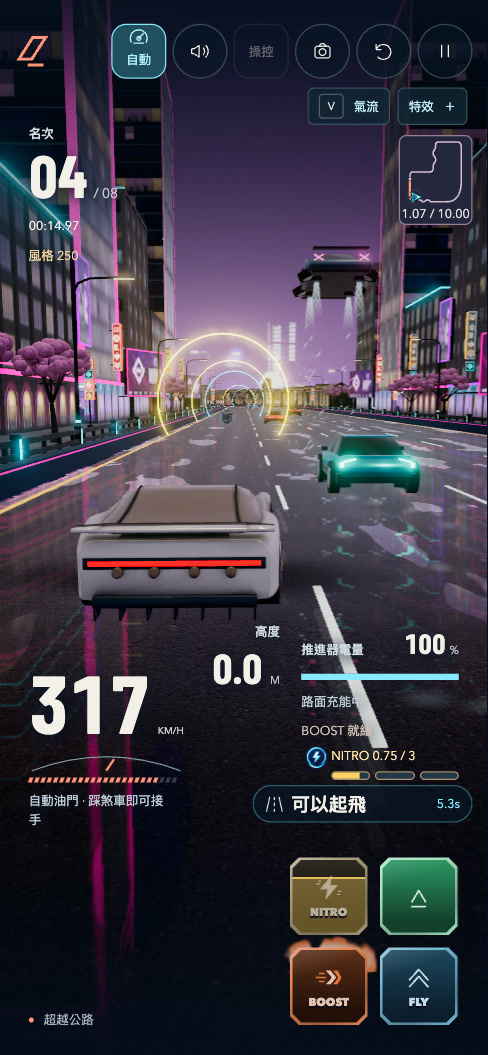 自動
操控
V 氣流
特效 +
名次
04 / 08
00:14.97
風格 250
1.07 / 10.00
高度
0.0 M
317 KM/H
自動油門 · 踩煞車即可接
手
推進器電量 100 %
路面充能中
BOOST 就緒
NITRO 0.75 / 3
可以起飛 5.3s
NITRO
BOOST
FLY
超越公路